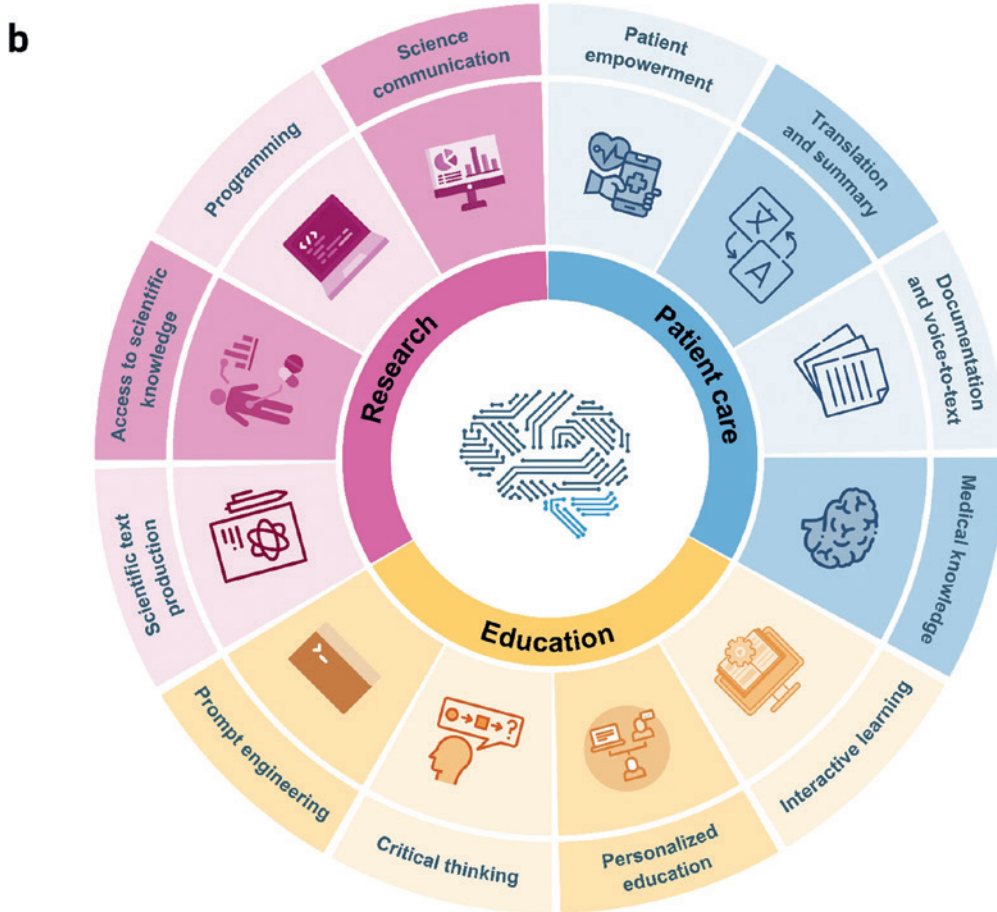 b
Science
communication
Patient
empowerment
Translation
and summary
Documentation
and voice-to-text
Medical knowledge
Interactive learning
Personalized
education
Critical thinking
Prompt engineering
Scientific text
production
Access to scientific
knowledge
Programming
Research
Patient care
Education
</>
文
A
>_
?